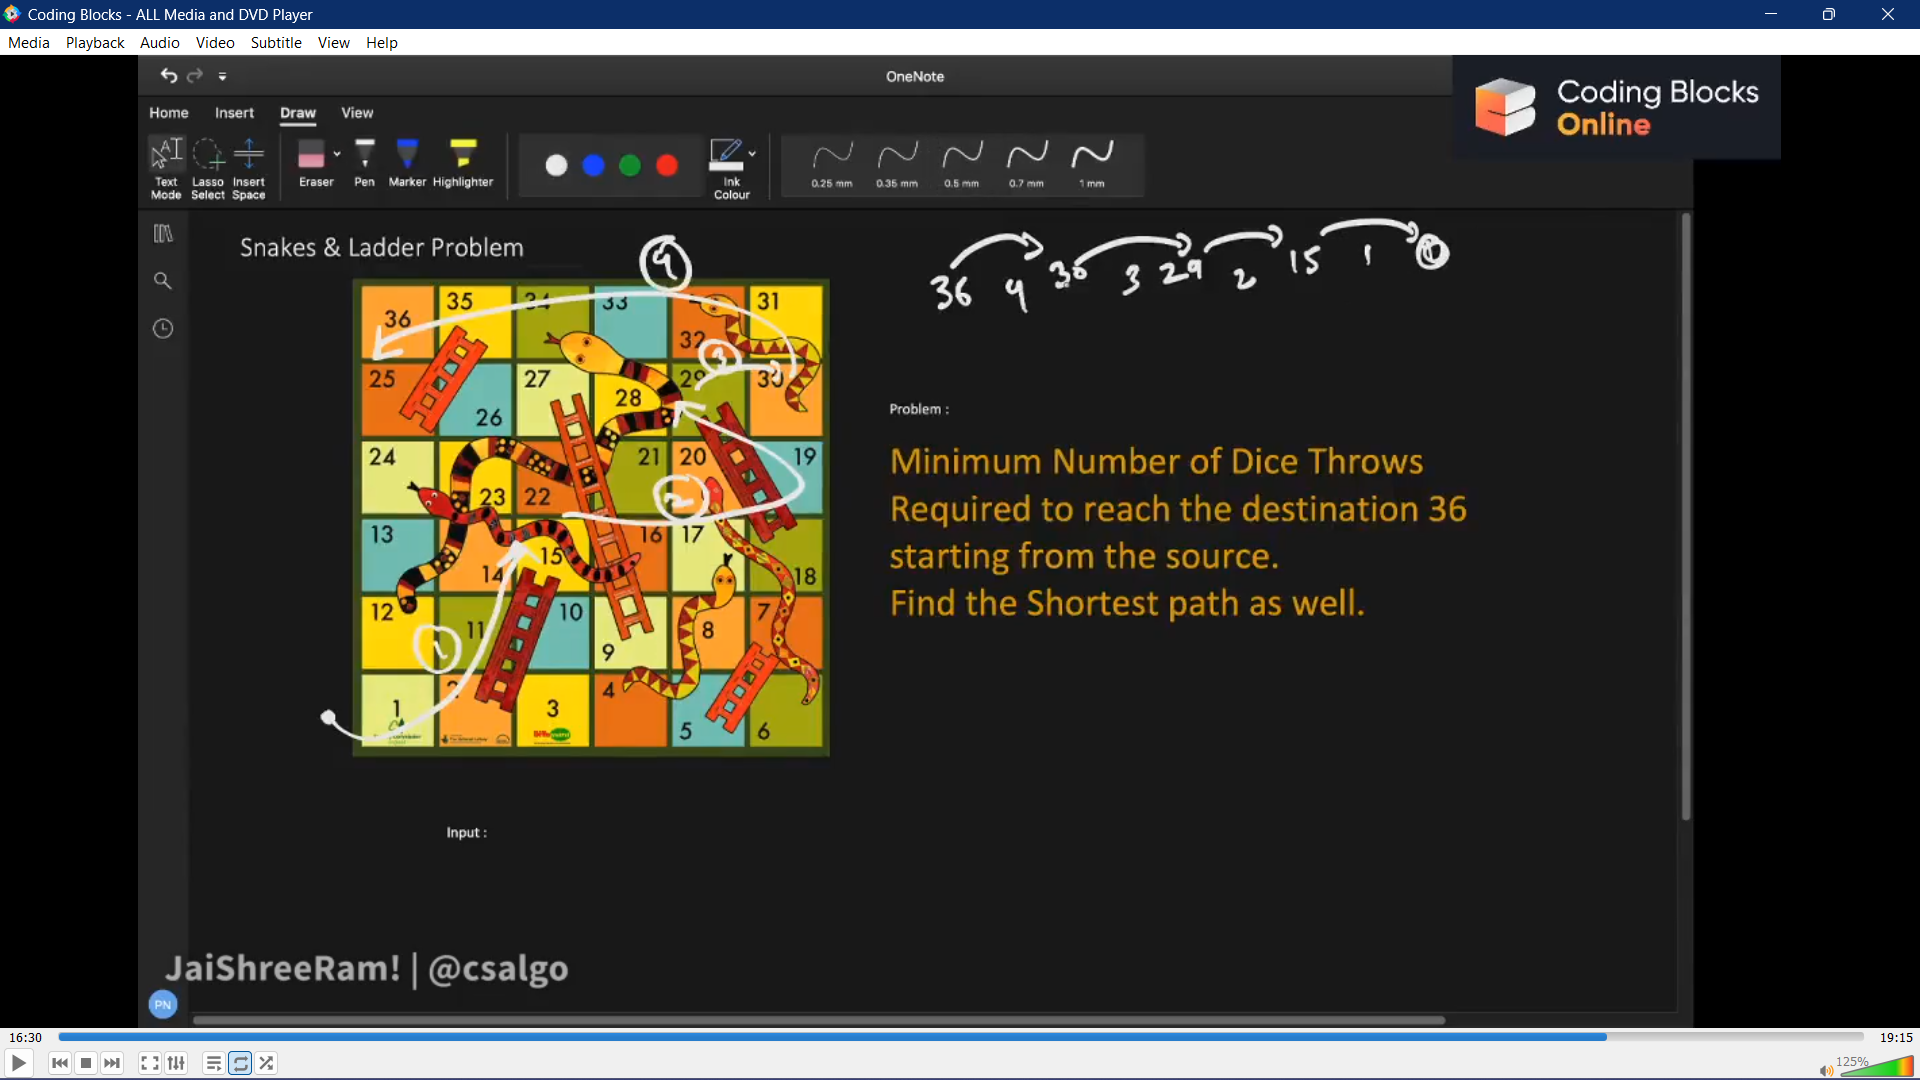 Coding Blocks - ALL Media and DVD Player
Media Playback Audio Video Subtitle View Help
OneNote
Coding Blocks
Online
Home Insert Draw View
Text Mode
Lasso Select
Insert Space
Eraser
Pen
Marker
Highlighter
Ink Colour
0.25 mm 0.35 mm 0.5 mm 0.7 mm 1 mm
Snakes & Ladder Problem
4
36 4 30 3 29 2 15 1
36 35 34 33 32 31
3
25 26 27 28 29 30
24 23 22 21 20 19
2
13 14 15 16 17 18
12 11 10 9 8 7
1
1 2 3 4 5 6
Problem :
Minimum Number of Dice Throws
Required to reach the destination 36
starting from the source.
Find the Shortest path as well.
Input :
JaiShreeRam! | @csalgo
PN
16:30 19:15
125%